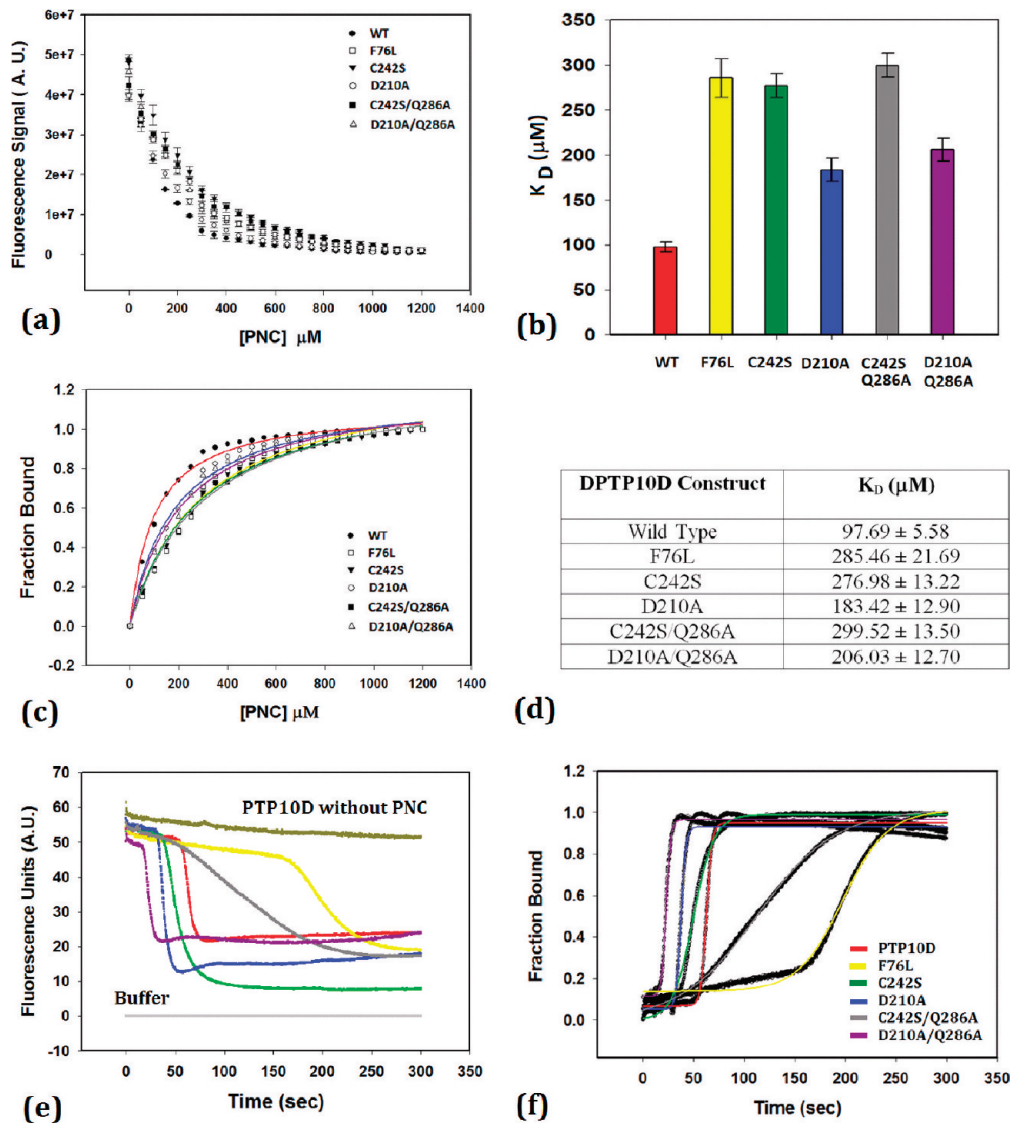 6e+7
5e+7
4e+7
3e+7
2e+7
1e+7
0
Fluorescence Signal ( A. U.)
WT
F76L
C242S
D210A
C242S/Q286A
D210A/Q286A
0 200 400 600 800 1000 1200 1400
[PNC] μM
(a)
350
300
250
200
150
100
50
0
K D (μM)
WT F76L C242S D210A C242S Q286A D210A Q286A
(b)
1.2
1.0
0.8
0.6
0.4
0.2
0.0
-0.2
Fraction Bound
WT
F76L
C242S
D210A
C242S/Q286A
D210A/Q286A
0 200 400 600 800 1000 1200 1400
[PNC] μM
(c)
DPTP10D Construct KD (μM)
Wild Type 97.69 ± 5.58
F76L 285.46 ± 21.69
C242S 276.98 ± 13.22
D210A 183.42 ± 12.90
C242S/Q286A 299.52 ± 13.50
D210A/Q286A 206.03 ± 12.70
(d)
70
60
50
40
30
20
10
0
-10
Fluorescence Units (A.U.)
PTP10D without PNC
Buffer
0 50 100 150 200 250 300
Time (sec)
(e)
1.2
1.0
0.8
0.6
0.4
0.2
0.0
Fraction Bound
PTP10D
F76L
C242S
D210A
C242S/Q286A
D210A/Q286A
0 50 100 150 200 250 300
Time (sec)
(f)